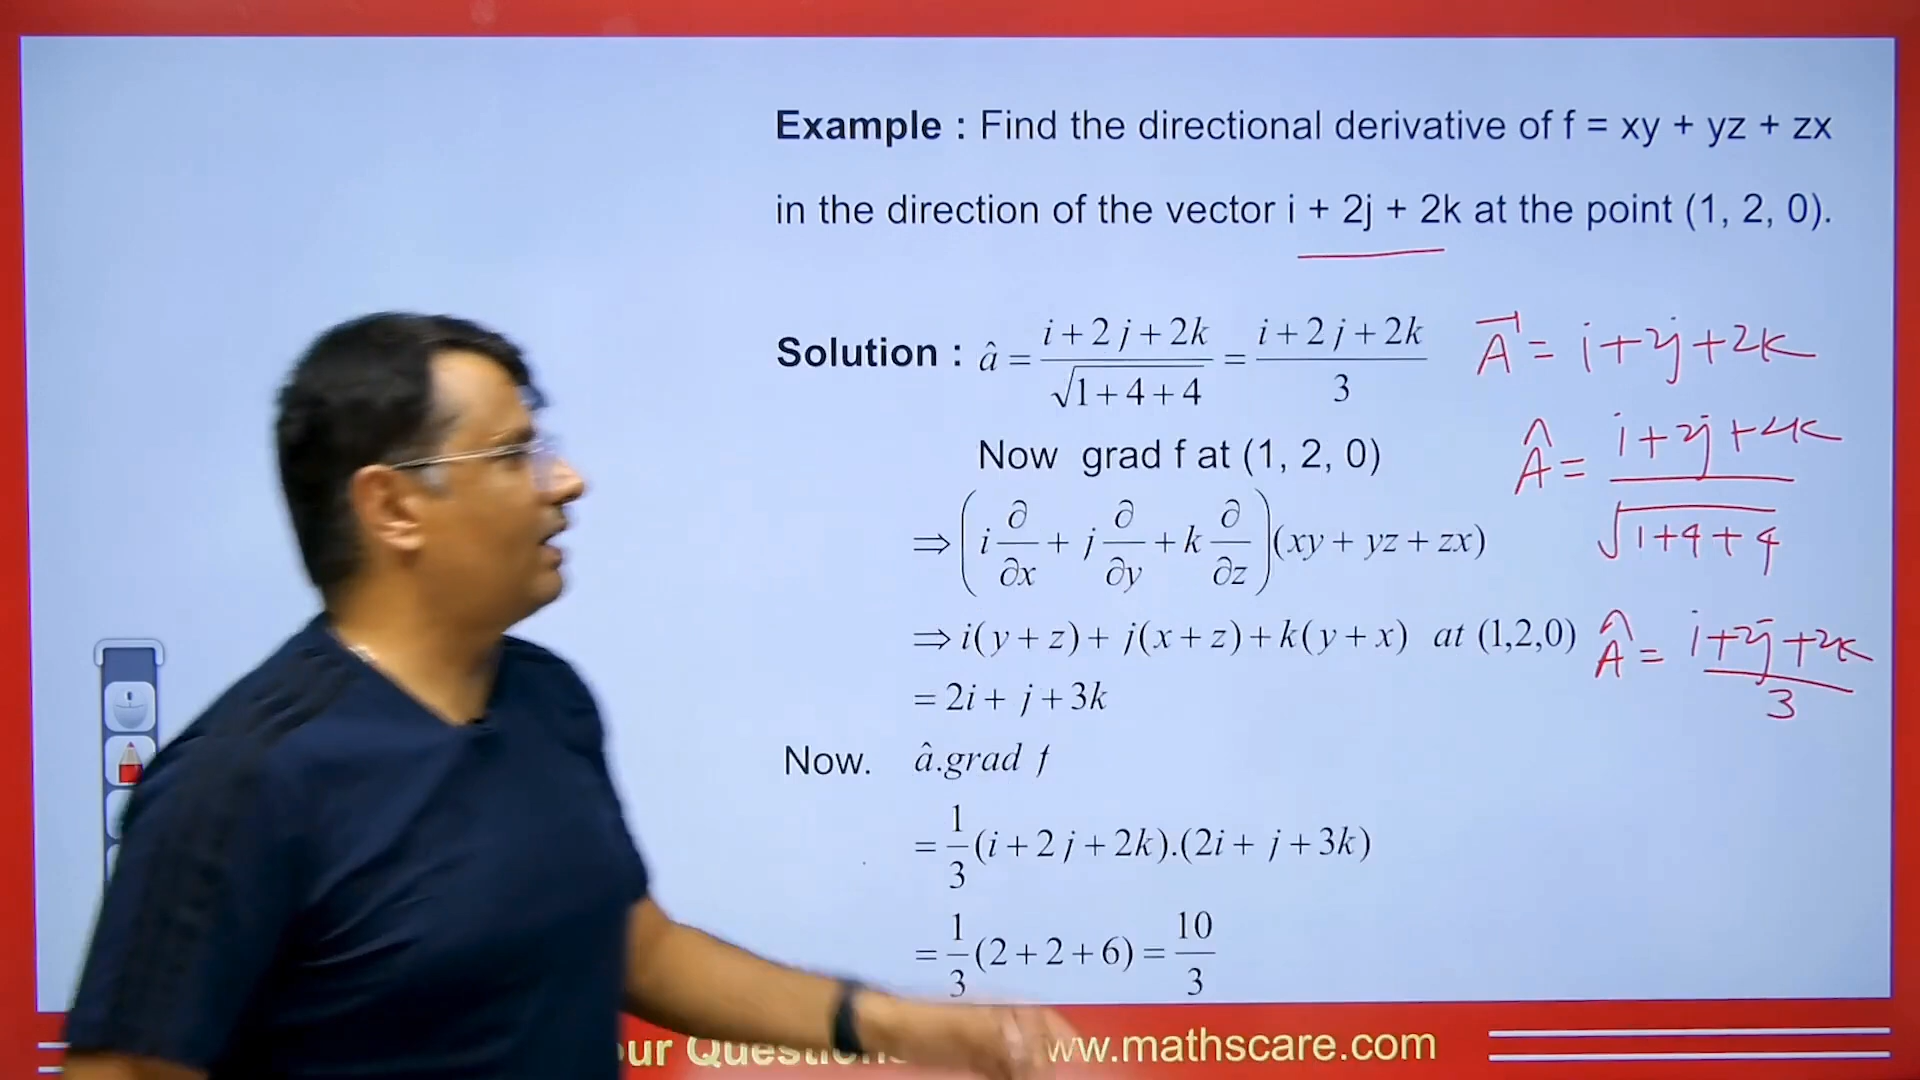 Example : Find the directional derivative of f = xy + yz + zx
in the direction of the vector i + 2j + 2k at the point (1, 2, 0).
Solution : â = (i + 2j + 2k)/√(1 + 4 + 4) = (i + 2j + 2k)/3
A⃗ = i + 2j + 2k
Â = (i + 2j + 2k)/√(1 + 4 + 4)
Now grad f at (1, 2, 0)
⇒ (i ∂/∂x + j ∂/∂y + k ∂/∂z)(xy + yz + zx)
⇒ i(y + z) + j(x + z) + k(y + x) at (1,2,0)
Â = (i + 2j + 2k)/3
= 2i + j + 3k
Now. â.grad f
= 1/3 (i + 2j + 2k).(2i + j + 3k)
= 1/3 (2 + 2 + 6) = 10/3
ww.mathscare.com